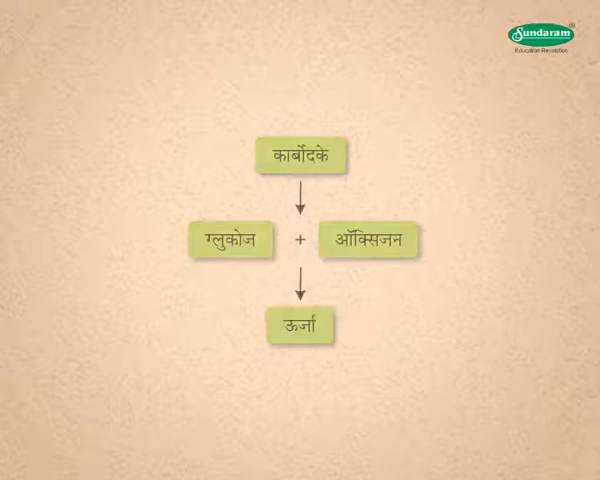 Sundaram®
Education Revolution
कार्बोदके
ग्लुकोज + ऑक्सिजन
ऊर्जा